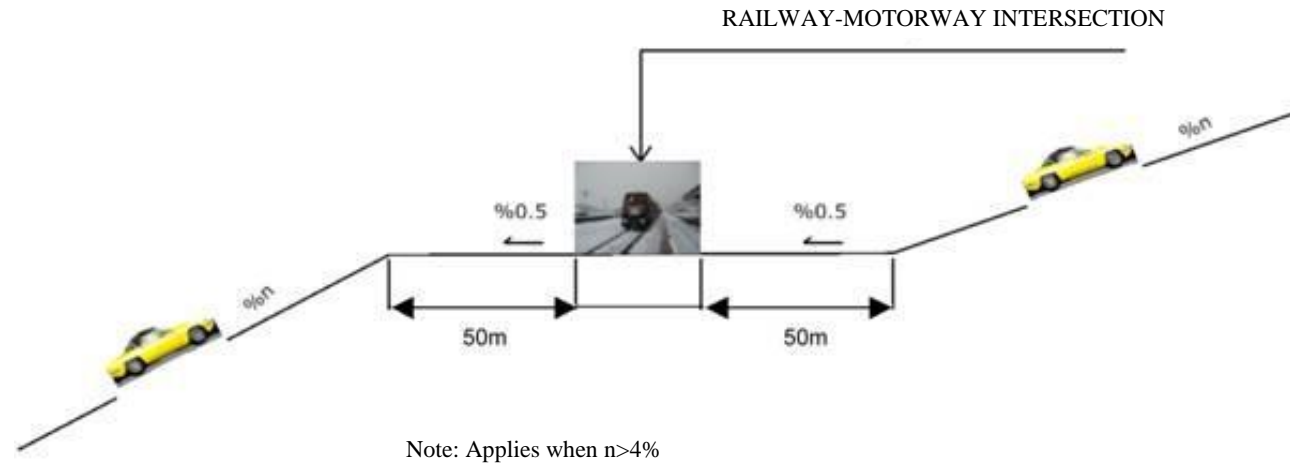 RAILWAY-MOTORWAY INTERSECTION
%n
%0.5
%0.5
%n
50m
50m
Note: Applies when n>4%